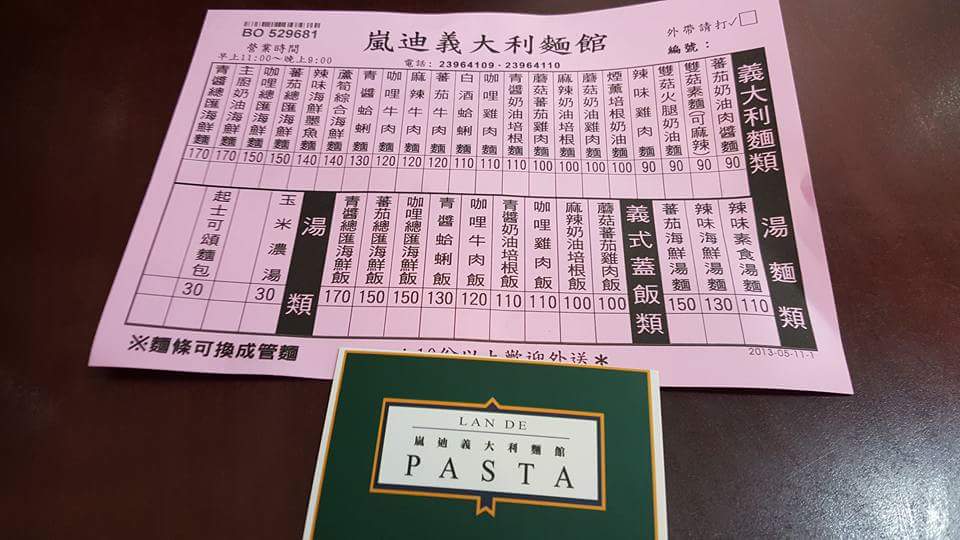 BO 529681
嵐迪義大利麵館
外帶請打✓
編號：
營業時間
早上11:00～晚上9:00
電話：23964109・23964110
義大利麵類
蕃茄奶油肉醬麵 90
雙菇素麵(可麻辣) 90
雙菇火腿奶油麵 90
辣味雞肉麵 90
煙薰培根奶油麵 100
蘑菇奶油培根麵 100
麻辣奶油培根麵 100
蘑菇蕃茄雞肉麵 100
青醬奶油培根麵 110
咖哩雞肉麵 110
白酒蛤蜊麵 110
蕃茄牛肉麵 120
麻辣牛肉麵 120
咖哩牛肉麵 120
青醬蛤蜊麵 130
蘆筍綜合海鮮麵 140
辣味海鮮墨魚麵 140
蕃茄總匯海鮮麵 150
咖哩總匯海鮮麵 150
主廚奶油海鮮麵 170
青醬總匯海鮮麵 170
湯麵類
辣味素食湯麵 110
辣味海鮮湯麵 130
蕃茄海鮮湯麵 150
義式蓋飯類
蘑菇蕃茄雞肉飯 100
麻辣奶油培根飯 100
咖哩雞肉飯 110
青醬奶油培根飯 110
咖哩牛肉飯 120
青醬蛤蜊飯 130
咖哩總匯海鮮飯 150
蕃茄總匯海鮮飯 150
青醬總匯海鮮飯 170
湯類
玉米濃湯 30
起士可頌麵包 30
※麵條可換成管麵
10份以上歡迎外送＊
2013-05-11-1
LAN DE
嵐迪義大利麵館
PASTA